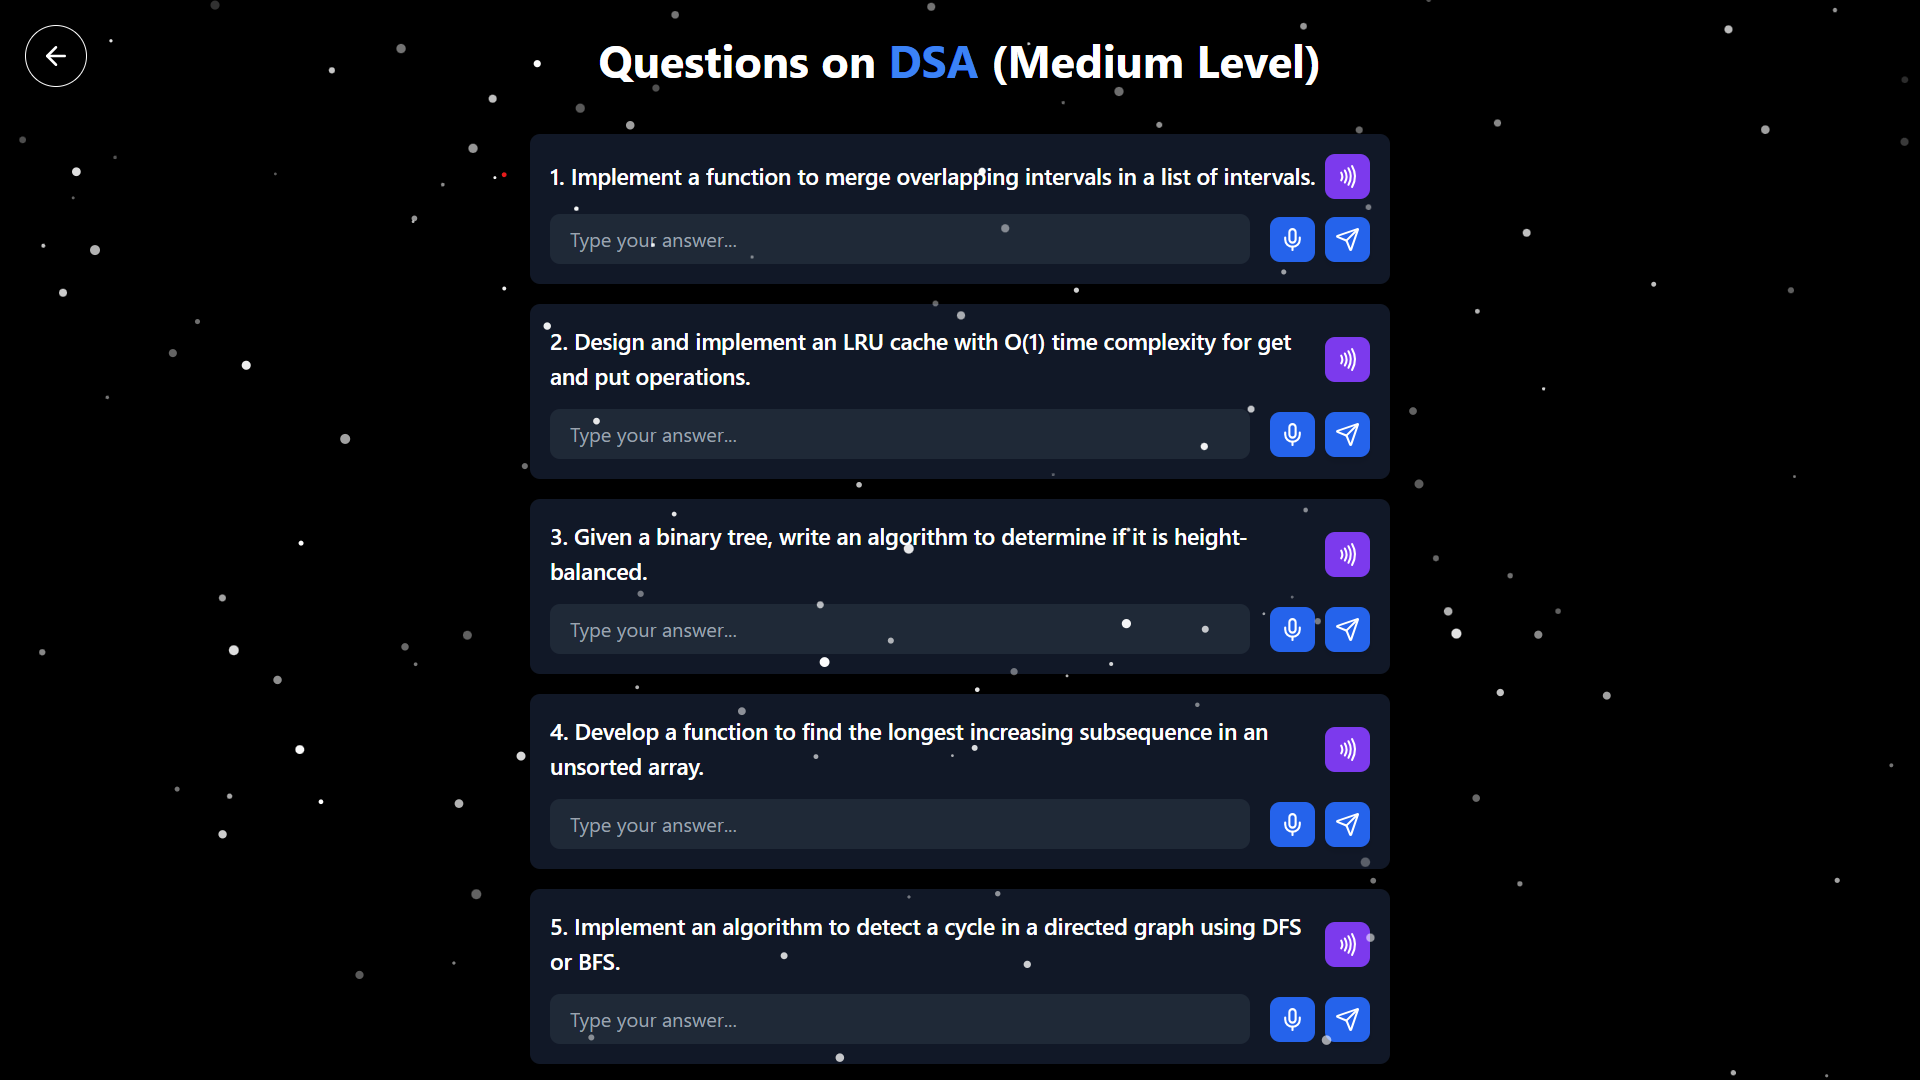 Questions on DSA (Medium Level)
1. Implement a function to merge overlapping intervals in a list of intervals.
Type your answer...
2. Design and implement an LRU cache with O(1) time complexity for get
and put operations.
Type your answer...
3. Given a binary tree, write an algorithm to determine if it is height-
balanced.
Type your answer...
4. Develop a function to find the longest increasing subsequence in an
unsorted array.
Type your answer...
5. Implement an algorithm to detect a cycle in a directed graph using DFS
or BFS.
Type your answer...